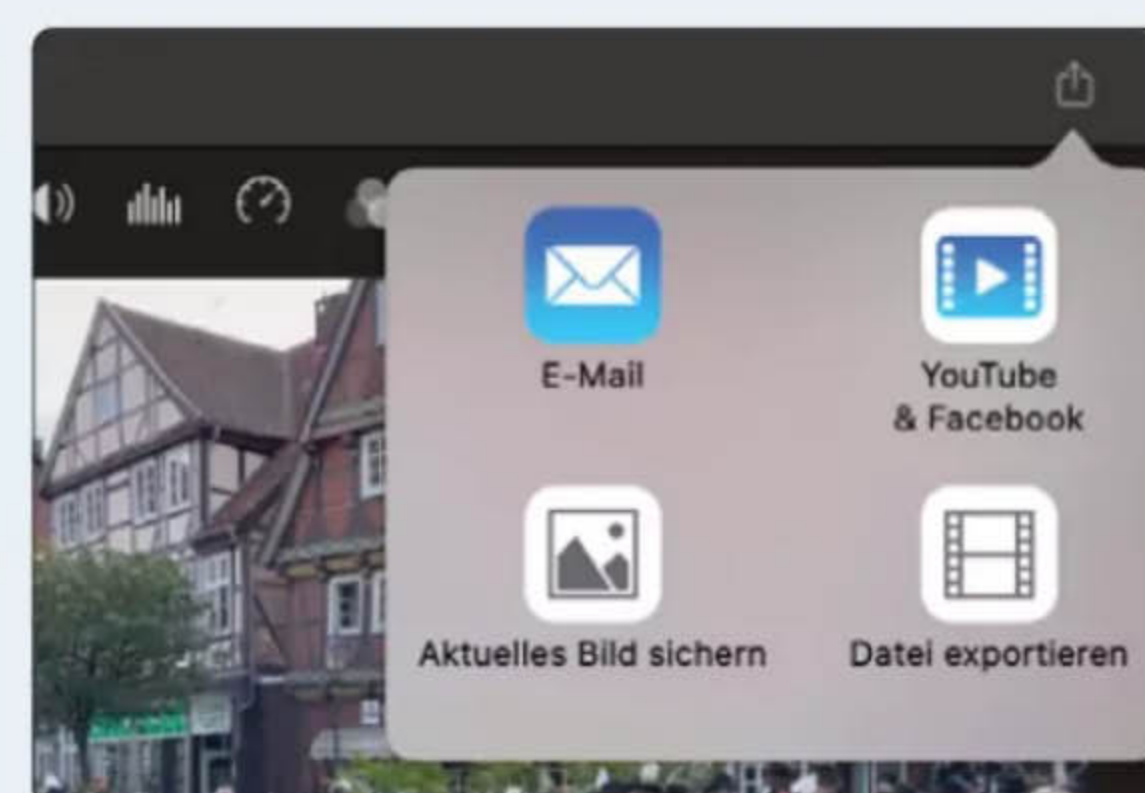 E-Mail
YouTube
& Facebook
Aktuelles Bild sichern
Datei exportieren